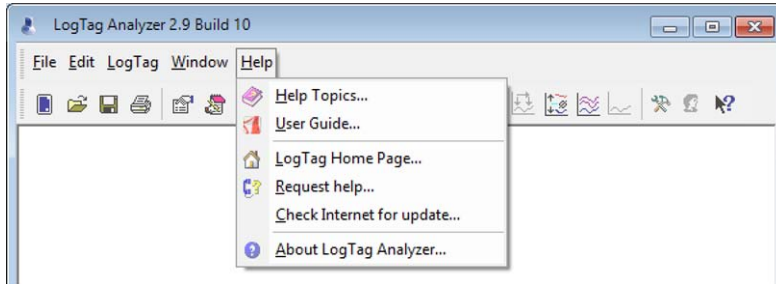 LogTag Analyzer 2.9 Build 10
File Edit LogTag Window Help
Help Topics...
User Guide...
LogTag Home Page...
Request help...
Check Internet for update...
About LogTag Analyzer...